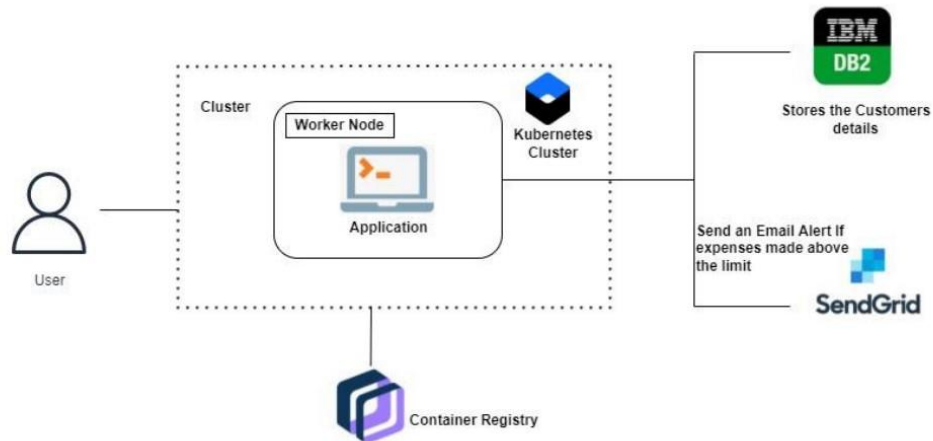 IBM
DB2
Stores the Customers
details
Cluster
Worker Node
Kubernetes
Cluster
Application
User
Send an Email Alert If
expenses made above
the limit
SendGrid
Container Registry